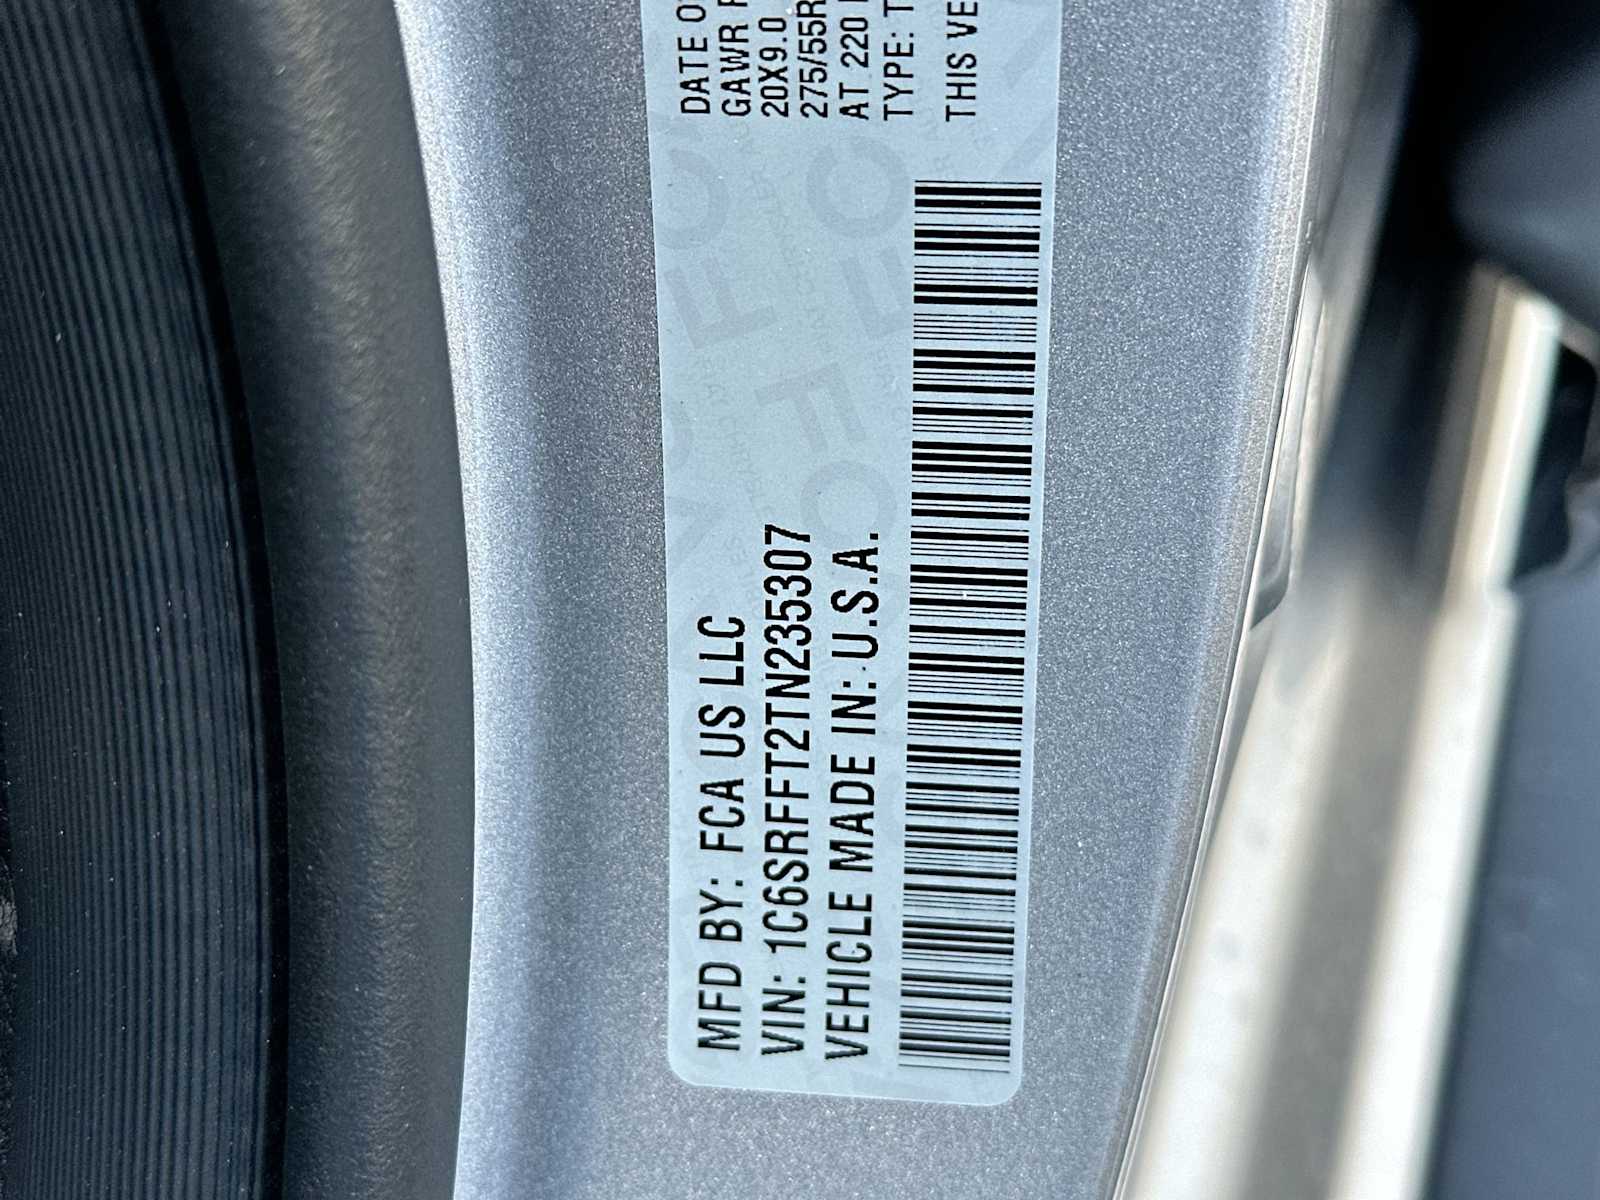 MFD BY: FCA US LLC
VIN: 1C6SRFFT2TN235307
VEHICLE MADE IN: U.S.A.
DATE
GAWR
20X9.0
275/55R
AT 220
TYPE: T
THIS VE